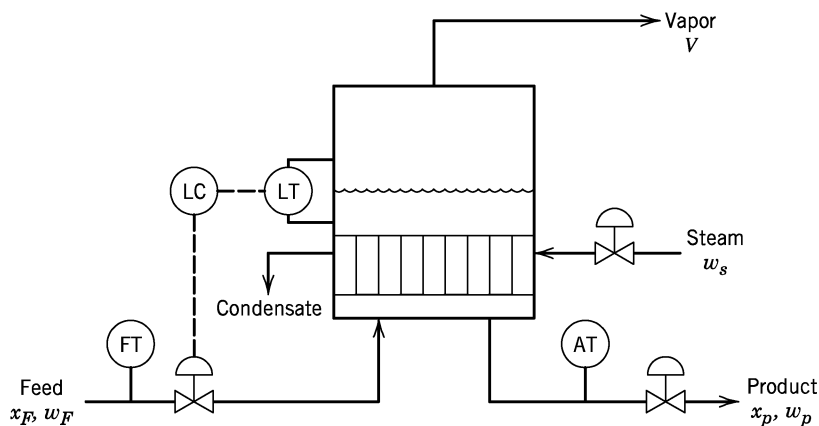 Vapor
V
LC
LT
Steam
w_s
Condensate
FT
AT
Feed
x_F, w_F
Product
x_p, w_p